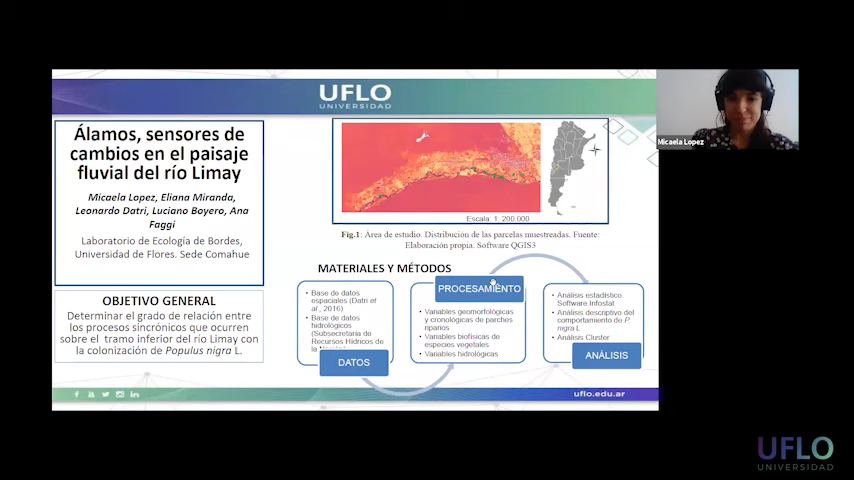 UFLO
UNIVERSIDAD
Álamos, sensores de
cambios en el paisaje
fluvial del río Limay
Micaela Lopez, Eliana Miranda,
Leonardo Datri, Luciano Boyero, Ana
Faggi
Laboratorio de Ecología de Bordes,
Universidad de Flores. Sede Comahue
OBJETIVO GENERAL
Determinar el grado de relación entre
los procesos sincrónicos que ocurren
sobre el tramo inferior del río Limay con
la colonización de Populus nigra L.
Escala: 1: 200.000
Fig.1: Área de estudio. Distribución de las parcelas muestreadas. Fuente:
Elaboración propia. Software QGIS3
MATERIALES Y MÉTODOS
• Base de datos
espaciales (Datri et
al., 2016)
• Base de datos
hidrológicos
(Subsecretaría de
Recursos Hídricos de
la
DATOS
PROCESAMIENTO
• Variables geomorfológicas
y cronológicas de parches
riparios
• Variables biofísicas de
especies vegetales
• Variables hidrológicas
• Análisis estadístico.
Software Infostat
• Análisis descriptivo del
comportamiento de P.
nigra L
• Análisis Cluster
ANÁLISIS
uflo.edu.ar
Micaela Lopez
UFLO
UNIVERSIDAD